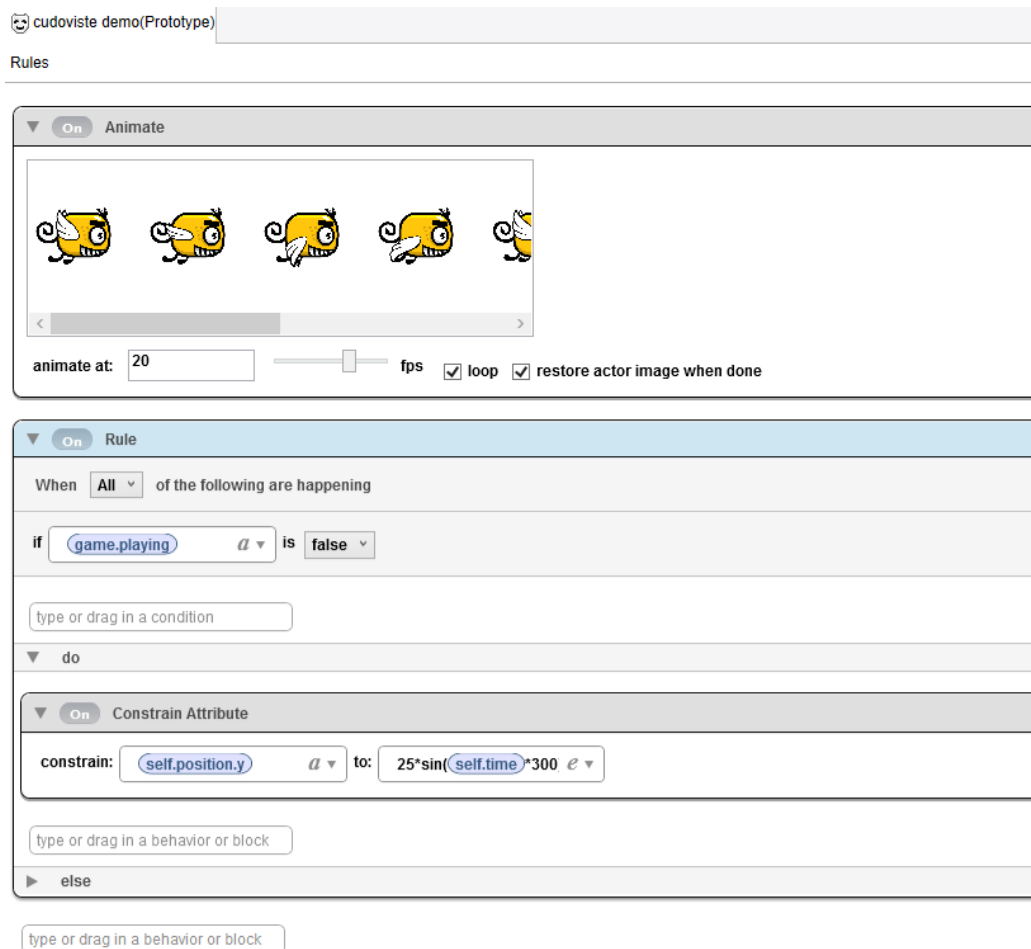 cudoviste demo(Prototype)
Rules
On Animate
animate at: 20 fps loop restore actor image when done
On Rule
When All of the following are happening
if game.playing a is false
type or drag in a condition
do
On Constrain Attribute
constrain: self.position.y a to: 25*sin(self.time*300 e
type or drag in a behavior or block
else
type or drag in a behavior or block